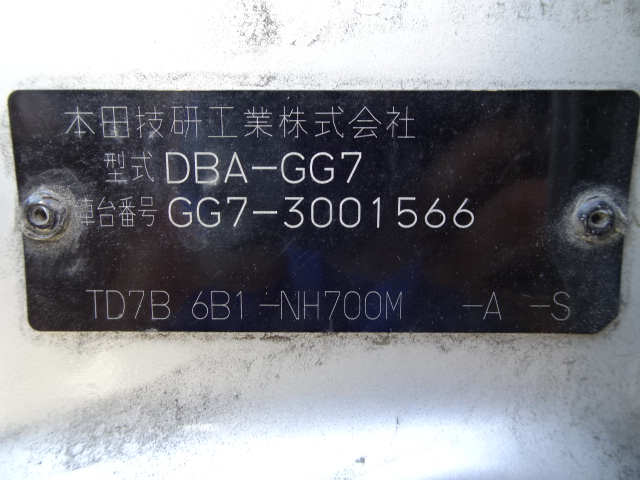 本田技研工業株式会社
型式 DBA-GG7
車台番号 GG7-3001566
TD7B 6B1-NH700M -A -S